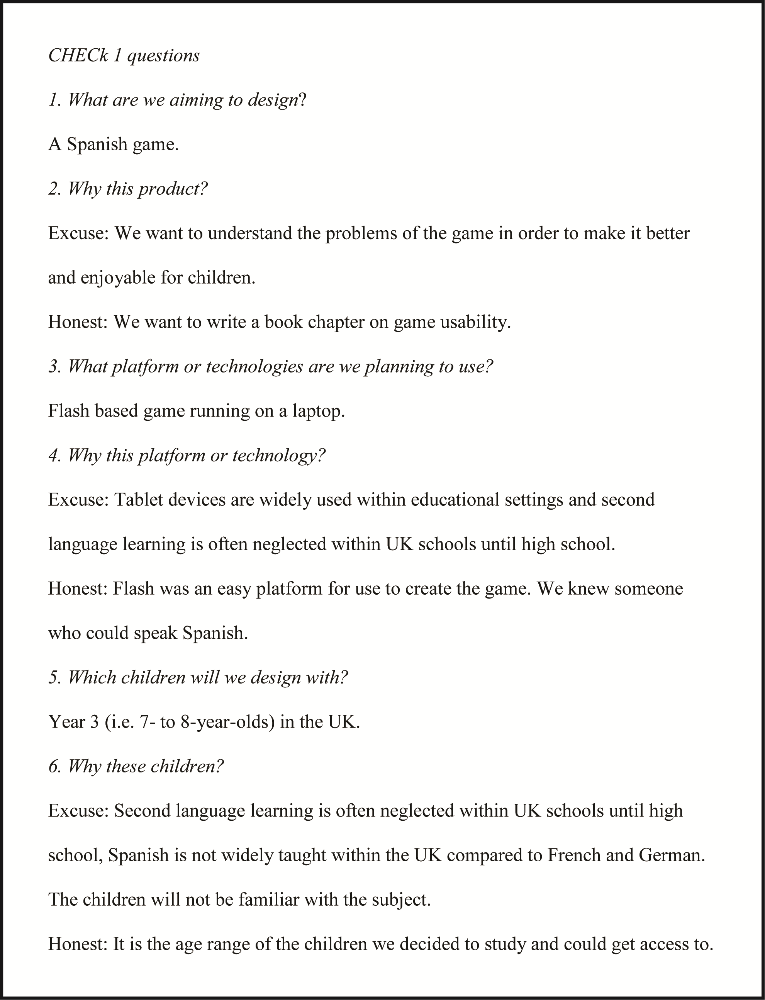 CHECk 1 questions
1. What are we aiming to design?
A Spanish game.
2. Why this product?
Excuse: We want to understand the problems of the game in order to make it better
and enjoyable for children.
Honest: We want to write a book chapter on game usability.
3. What platform or technologies are we planning to use?
Flash based game running on a laptop.
4. Why this platform or technology?
Excuse: Tablet devices are widely used within educational settings and second
language learning is often neglected within UK schools until high school.
Honest: Flash was an easy platform for use to create the game. We knew someone
who could speak Spanish.
5. Which children will we design with?
Year 3 (i.e. 7- to 8-year-olds) in the UK.
6. Why these children?
Excuse: Second language learning is often neglected within UK schools until high
school, Spanish is not widely taught within the UK compared to French and German.
The children will not be familiar with the subject.
Honest: It is the age range of the children we decided to study and could get access to.